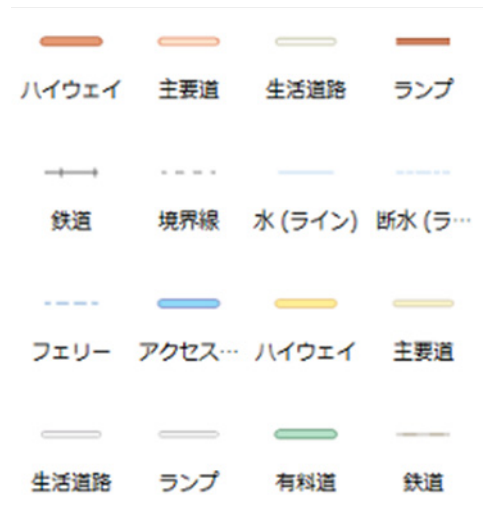 ハイウェイ 主要道 生活道路 ランプ
鉄道 境界線 水 (ライン) 断水 (ラ…
フェリー アクセス… ハイウェイ 主要道
生活道路 ランプ 有料道 鉄道